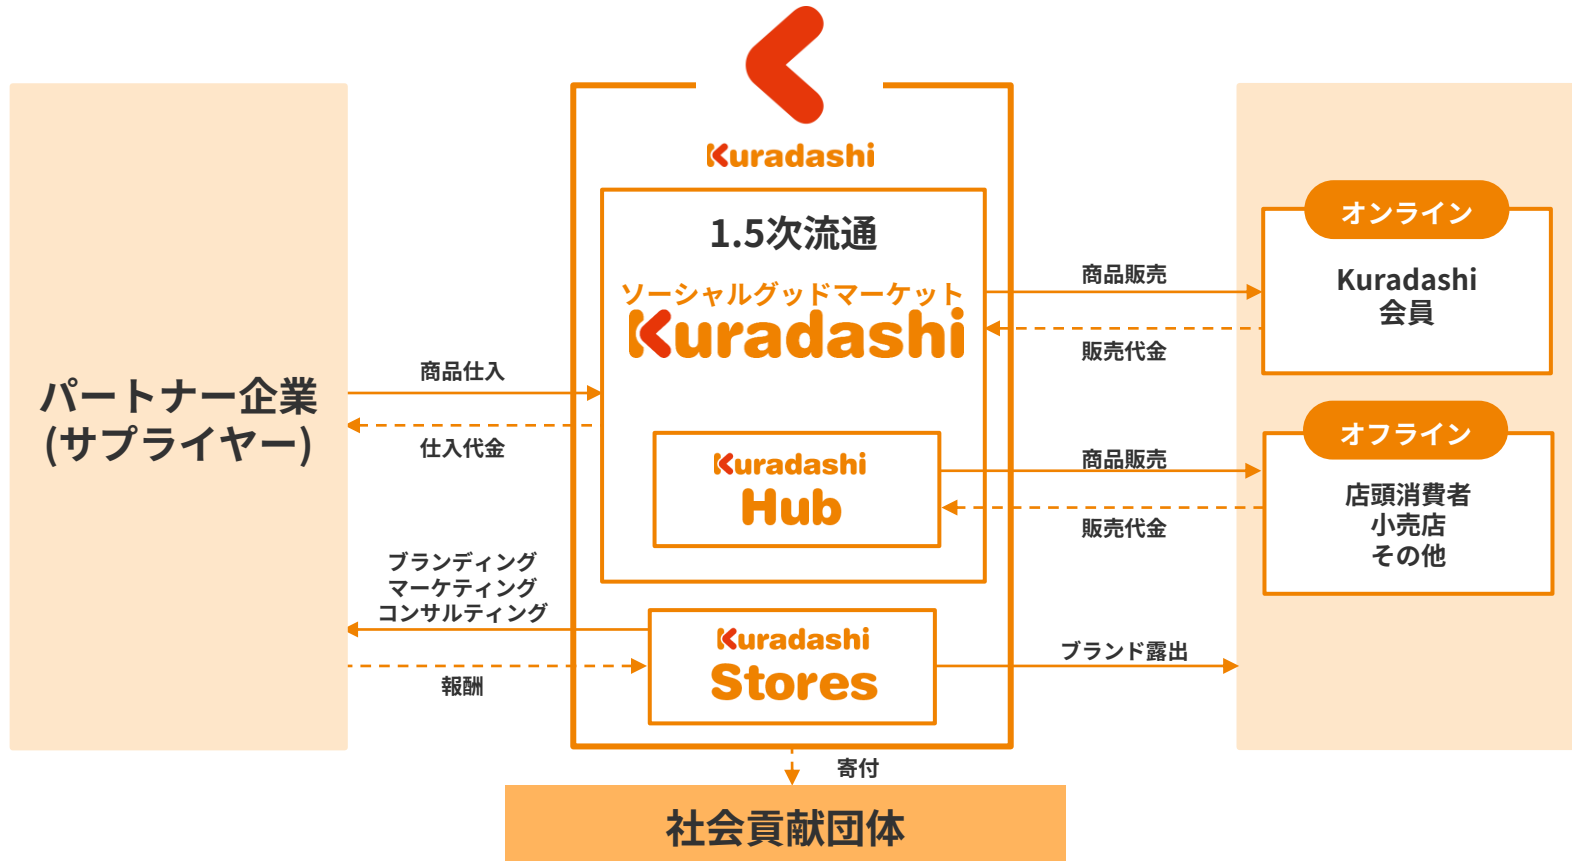 Kuradashi
パートナー企業
(サプライヤー)
商品仕入
仕入代金
ブランディング
マーケティング
コンサルティング
報酬
1.5次流通
ソーシャルグッドマーケット
Kuradashi
Kuradashi
Hub
Kuradashi
Stores
商品販売
販売代金
商品販売
販売代金
ブランド露出
オンライン
Kuradashi
会員
オフライン
店頭消費者
小売店
その他
寄付
社会貢献団体